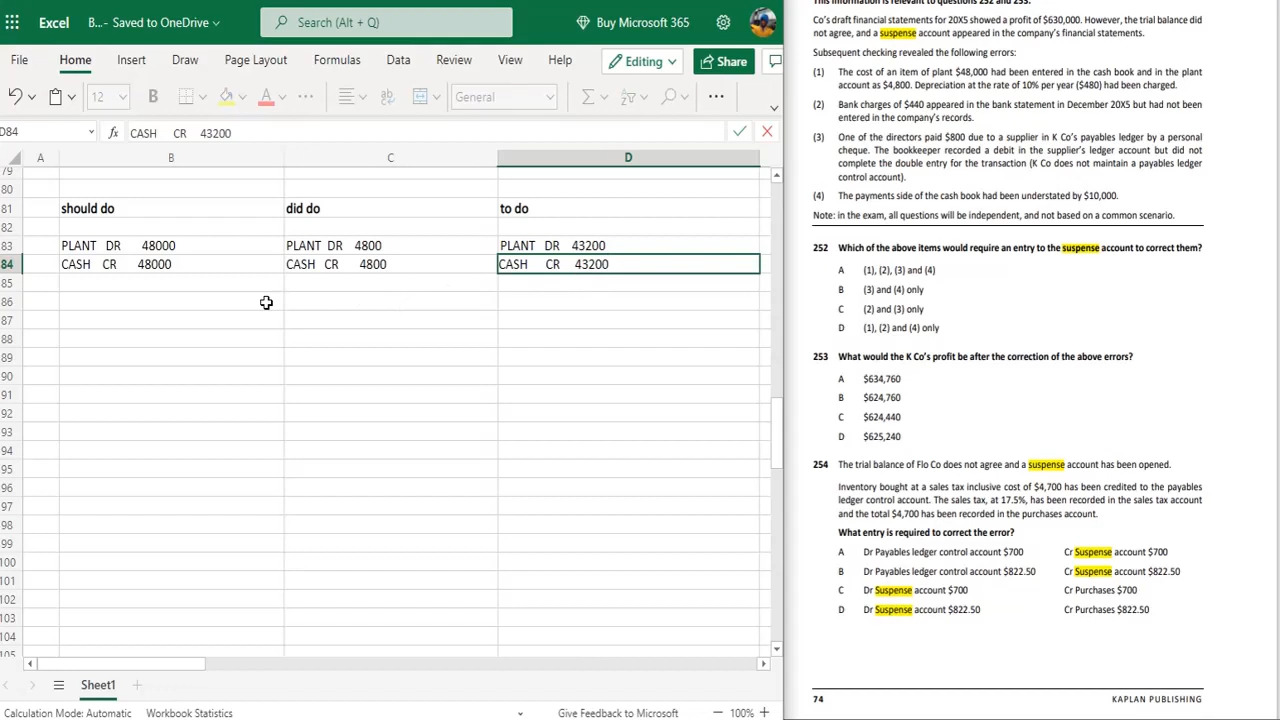 Excel
B... - Saved to OneDrive
Search (Alt + Q)
Buy Microsoft 365
File
Home
Insert
Draw
Page Layout
Formulas
Data
Review
View
Help
Editing
Share
12
B
A
ab
General
D84
fx
CASH CR 43200
A
B
C
D
79
80
81 should do did do to do
82
83 PLANT DR 48000 PLANT DR 4800 PLANT DR 43200
84 CASH CR 48000 CASH CR 4800 CASH CR 43200
85
86
87
88
89
90
91
92
93
94
95
96
97
98
99
100
101
102
103
104
105
Sheet1
Calculation Mode: Automatic
Workbook Statistics
Give Feedback to Microsoft
100%
This information is relevant to questions 252 and 253.
Co's draft financial statements for 20X5 showed a profit of $630,000. However, the trial balance did
not agree, and a suspense account appeared in the company's financial statements.
Subsequent checking revealed the following errors:
(1) The cost of an item of plant $48,000 had been entered in the cash book and in the plant
account as $4,800. Depreciation at the rate of 10% per year ($480) had been charged.
(2) Bank charges of $440 appeared in the bank statement in December 20X5 but had not been
entered in the company's records.
(3) One of the directors paid $800 due to a supplier in K Co's payables ledger by a personal
cheque. The bookkeeper recorded a debit in the supplier's ledger account but did not
complete the double entry for the transaction (K Co does not maintain a payables ledger
control account).
(4) The payments side of the cash book had been understated by $10,000.
Note: in the exam, all questions will be independent, and not based on a common scenario.
252 Which of the above items would require an entry to the suspense account to correct them?
A (1), (2), (3) and (4)
B (3) and (4) only
C (2) and (3) only
D (1), (2) and (4) only
253 What would the K Co's profit be after the correction of the above errors?
A $634,760
B $624,760
C $624,440
D $625,240
254 The trial balance of Flo Co does not agree and a suspense account has been opened.
Inventory bought at a sales tax inclusive cost of $4,700 has been credited to the payables
ledger control account. The sales tax, at 17.5%, has been recorded in the sales tax account
and the total $4,700 has been recorded in the purchases account.
What entry is required to correct the error?
A Dr Payables ledger control account $700 Cr Suspense account $700
B Dr Payables ledger control account $822.50 Cr Suspense account $822.50
C Dr Suspense account $700 Cr Purchases $700
D Dr Suspense account $822.50 Cr Purchases $822.50
74
KAPLAN PUBLISHING